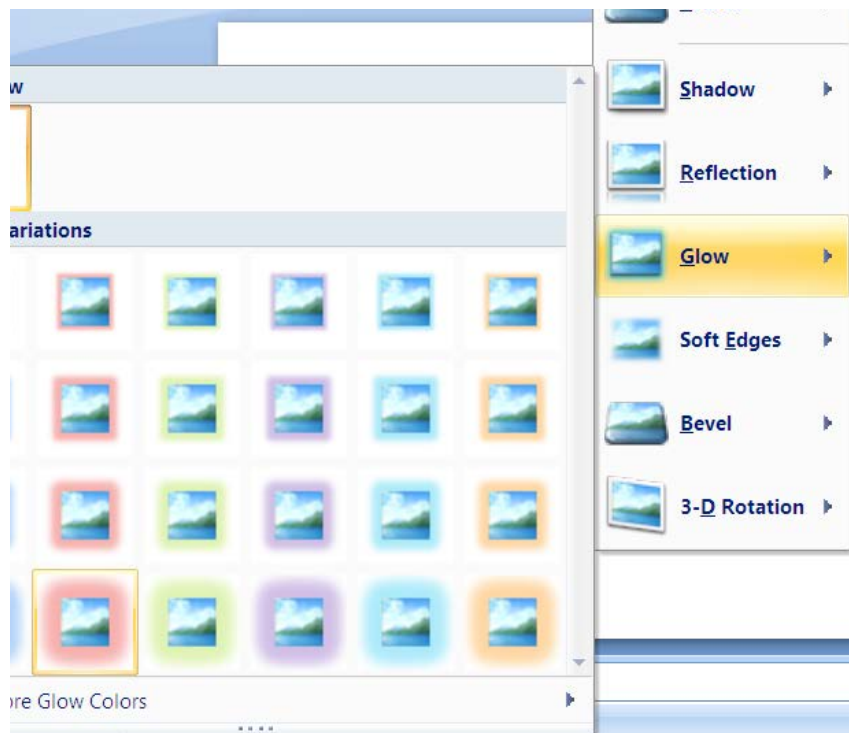 w
ariations
ore Glow Colors
Shadow
Reflection
Glow
Soft Edges
Bevel
3-D Rotation